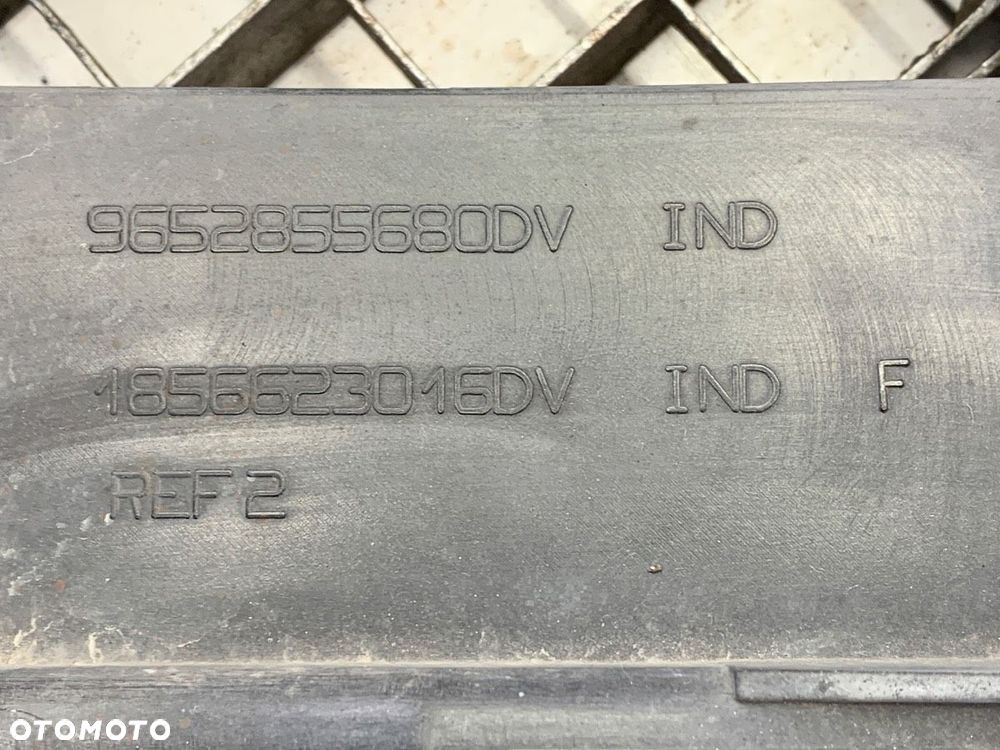 9652855680DV IND
1856623016DV IND F
REF 2
OTOMOTO